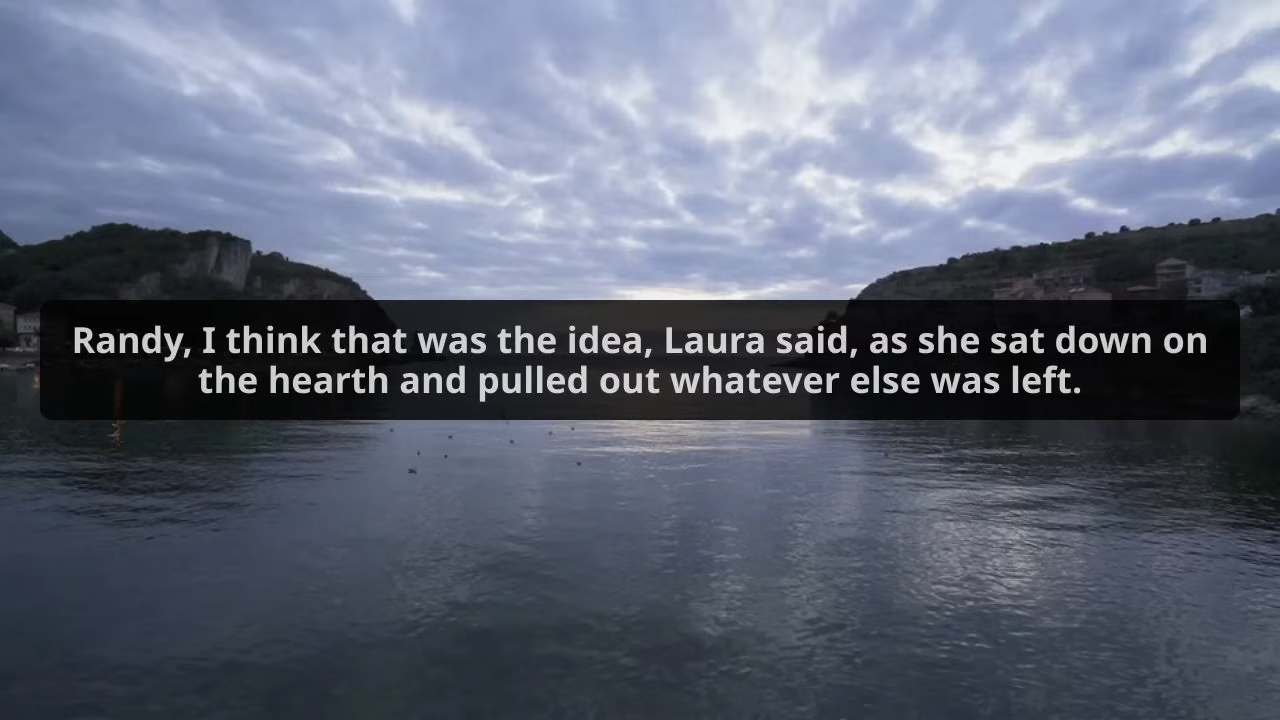 Randy, I think that was the idea, Laura said, as she sat down on
the hearth and pulled out whatever else was left.